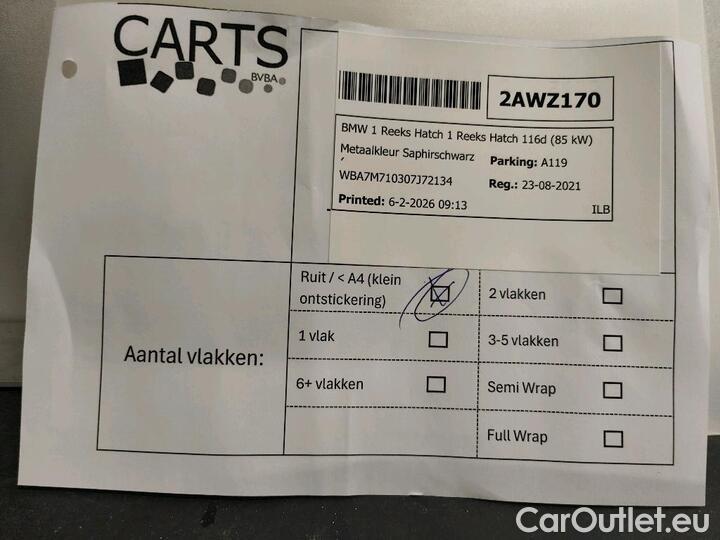 CARTS
BVBA
2AWZ170
BMW 1 Reeks Hatch 1 Reeks Hatch 116d (85 kW)
Metaalkleur Saphirschwarz
Parking: A119
WBA7M710307J72134
Reg.: 23-08-2021
Printed: 6-2-2026 09:13
ILB
Aantal vlakken:
Ruit / < A4 (klein
ontstickering)
2 vlakken
1 vlak
3-5 vlakken
6+ vlakken
Semi Wrap
Full Wrap
CarOutlet.eu